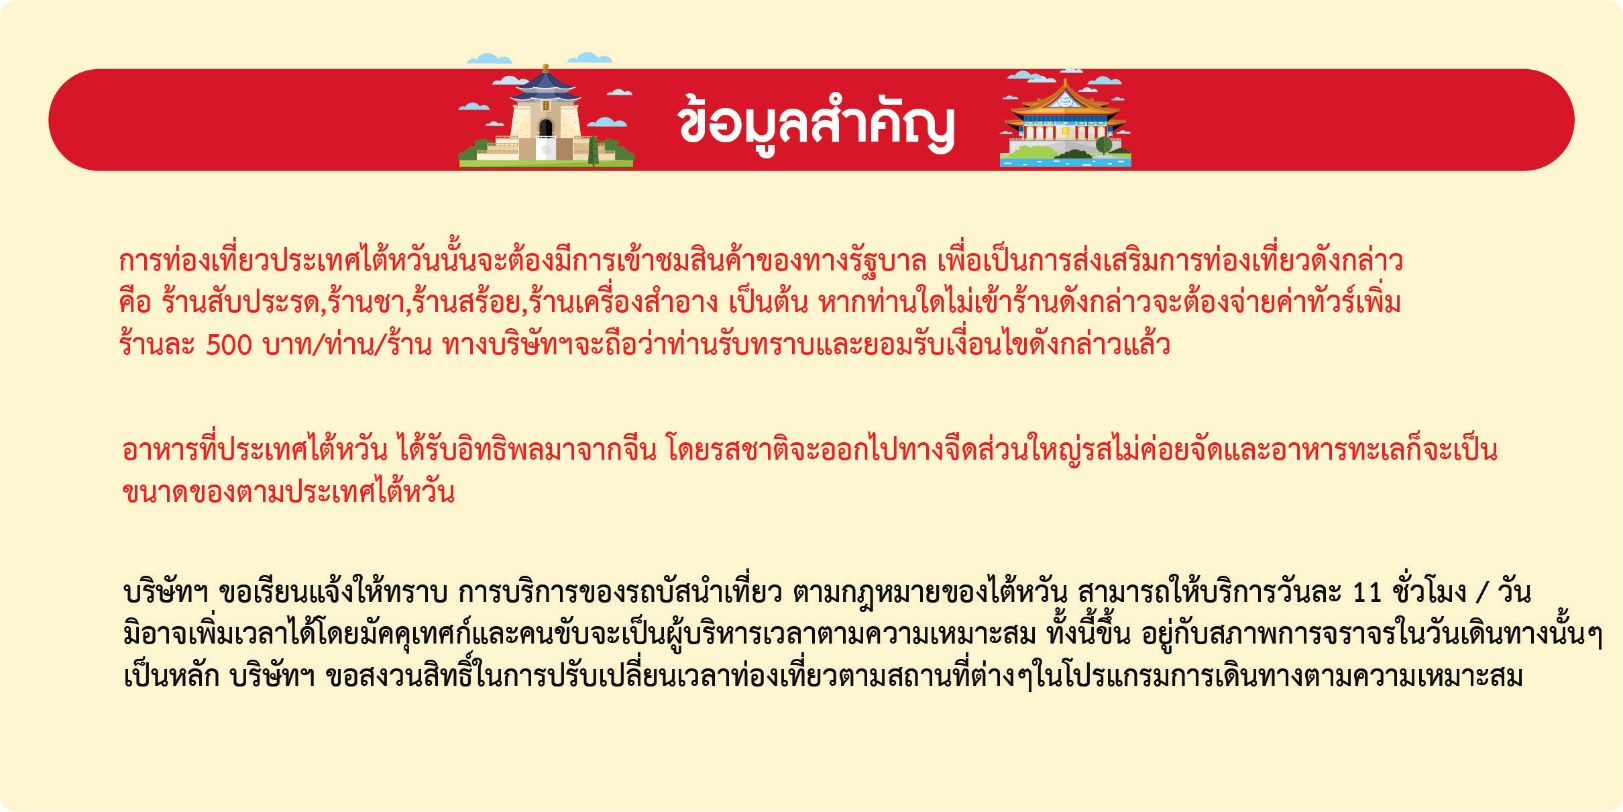 ข้อมูลสำคัญ
การท่องเที่ยวประเทศไต้หวันนั้นจะต้องมีการเข้าชมสินค้าของทางรัฐบาล เพื่อเป็นการส่งเสริมการท่องเที่ยวดังกล่าว
คือ ร้านสับประรด,ร้านชา,ร้านสร้อย,ร้านเครื่องสำอาง เป็นต้น หากท่านใดไม่เข้าร้านดังกล่าวจะต้องจ่ายค่าทัวร์เพิ่ม
ร้านละ 500 บาท/ท่าน/ร้าน ทางบริษัทฯจะถือว่าท่านรับทราบและยอมรับเงื่อนไขดังกล่าวแล้ว
อาหารที่ประเทศไต้หวัน ได้รับอิทธิพลมาจากจีน โดยรสชาติจะออกไปทางจืดส่วนใหญ่รสไม่ค่อยจัดและอาหารทะเลก็จะเป็น
ขนาดของตามประเทศไต้หวัน
บริษัทฯ ขอเรียนแจ้งให้ทราบ การบริการของรถบัสนำเที่ยว ตามกฎหมายของไต้หวัน สามารถให้บริการวันละ 11 ชั่วโมง / วัน
มิอาจเพิ่มเวลาได้โดยมัคคุเทศก์และคนขับจะเป็นผู้บริหารเวลาตามความเหมาะสม ทั้งนี้ขึ้น อยู่กับสภาพการจราจรในวันเดินทางนั้นๆ
เป็นหลัก บริษัทฯ ขอสงวนสิทธิ์ในการปรับเปลี่ยนเวลาท่องเที่ยวตามสถานที่ต่างๆในโปรแกรมการเดินทางตามความเหมาะสม